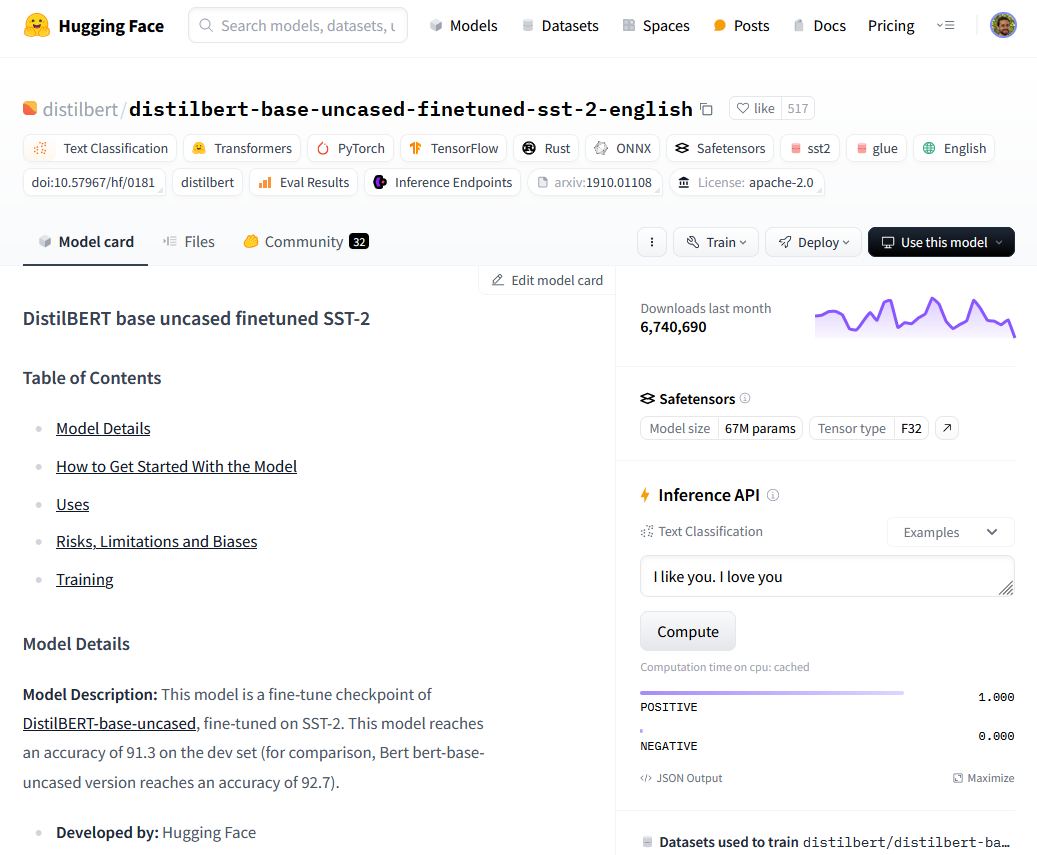 Hugging Face
Search models, datasets, u
Models
Datasets
Spaces
Posts
Docs
Pricing
distilbert/distilbert-base-uncased-finetuned-sst-2-english
like 517
Text Classification Transformers PyTorch TensorFlow Rust ONNX Safetensors sst2 glue English
doi:10.57967/hf/0181 distilbert Eval Results Inference Endpoints arxiv:1910.01108 License: apache-2.0
Model card Files Community 32
Train Deploy Use this model
Edit model card
DistilBERT base uncased finetuned SST-2
Table of Contents
Model Details
How to Get Started With the Model
Uses
Risks, Limitations and Biases
Training
Model Details
Model Description: This model is a fine-tune checkpoint of
DistilBERT-base-uncased, fine-tuned on SST-2. This model reaches
an accuracy of 91.3 on the dev set (for comparison, Bert bert-base-
uncased version reaches an accuracy of 92.7).
Developed by: Hugging Face
Downloads last month
6,740,690
Safetensors
Model size 67M params Tensor type F32
Inference API
Text Classification
Examples
I like you. I love you
Compute
Computation time on cpu: cached
POSITIVE 1.000
NEGATIVE 0.000
JSON Output Maximize
Datasets used to train distilbert/distilbert-ba…